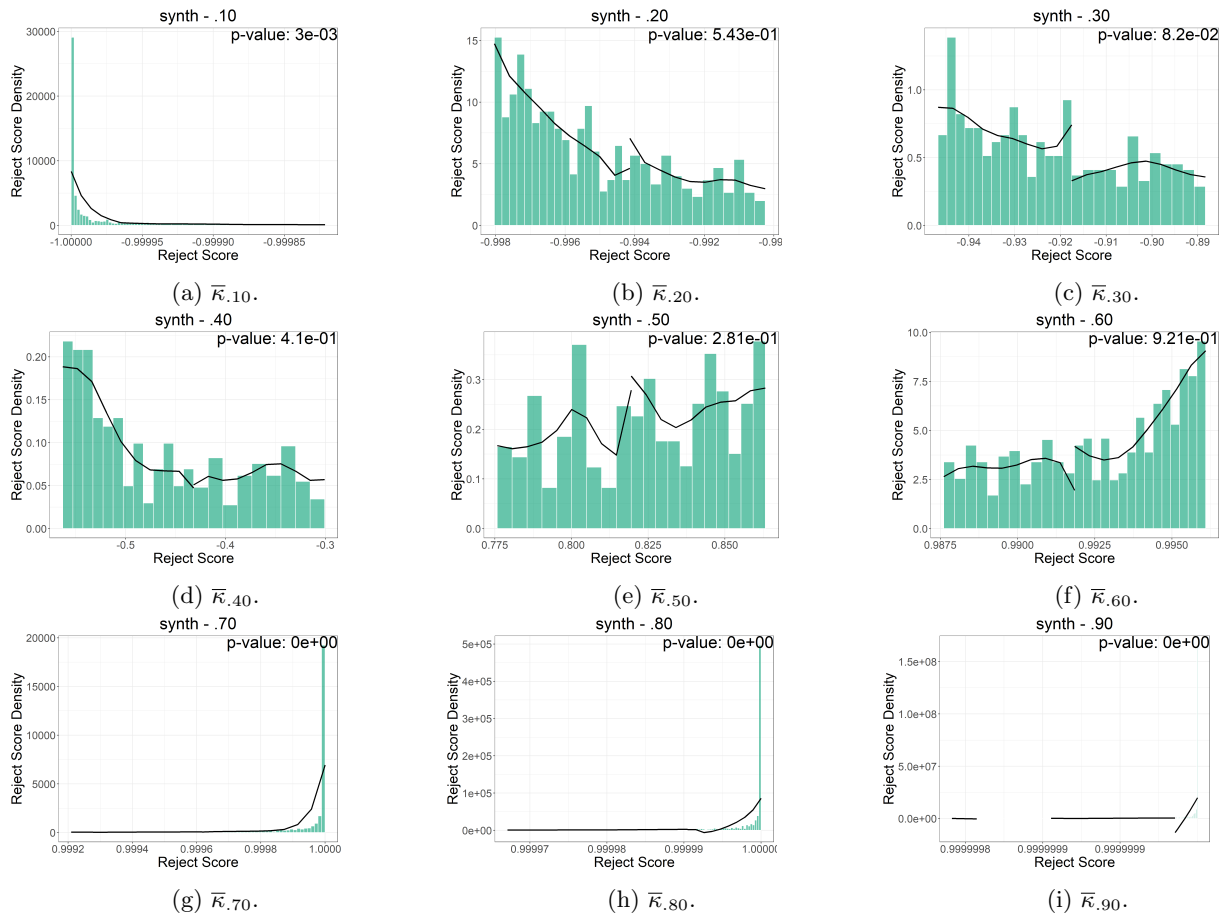 synth - .10
p-value: 3e-03
Reject Score Density
30000
20000
10000
0
-1.00000
-0.99995
-0.99990
-0.99985
Reject Score
(a) κ̅.10.
synth - .20
p-value: 5.43e-01
Reject Score Density
15
10
5
0
-0.998
-0.996
-0.994
-0.992
-0.99
Reject Score
(b) κ̅.20.
synth - .30
p-value: 8.2e-02
Reject Score Density
1.0
0.5
0.0
-0.94
-0.93
-0.92
-0.91
-0.90
-0.89
Reject Score
(c) κ̅.30.
synth - .40
p-value: 4.1e-01
Reject Score Density
0.20
0.15
0.10
0.05
0.00
-0.5
-0.4
-0.3
Reject Score
(d) κ̅.40.
synth - .50
p-value: 2.81e-01
Reject Score Density
0.3
0.2
0.1
0.0
0.775
0.800
0.825
0.850
Reject Score
(e) κ̅.50.
synth - .60
p-value: 9.21e-01
Reject Score Density
10.0
7.5
5.0
2.5
0.0
0.9875
0.9900
0.9925
0.9950
Reject Score
(f) κ̅.60.
synth - .70
p-value: 0e+00
Reject Score Density
20000
15000
10000
5000
0
0.9992
0.9994
0.9996
0.9998
1.0000
Reject Score
(g) κ̅.70.
synth - .80
p-value: 0e+00
Reject Score Density
5e+05
4e+05
3e+05
2e+05
1e+05
0e+00
0.99997
0.99998
0.99999
1.00000
Reject Score
(h) κ̅.80.
synth - .90
p-value: 0e+00
Reject Score Density
1.5e+08
1.0e+08
5.0e+07
0.0e+00
0.9999998
0.9999999
0.9999999
Reject Score
(i) κ̅.90.